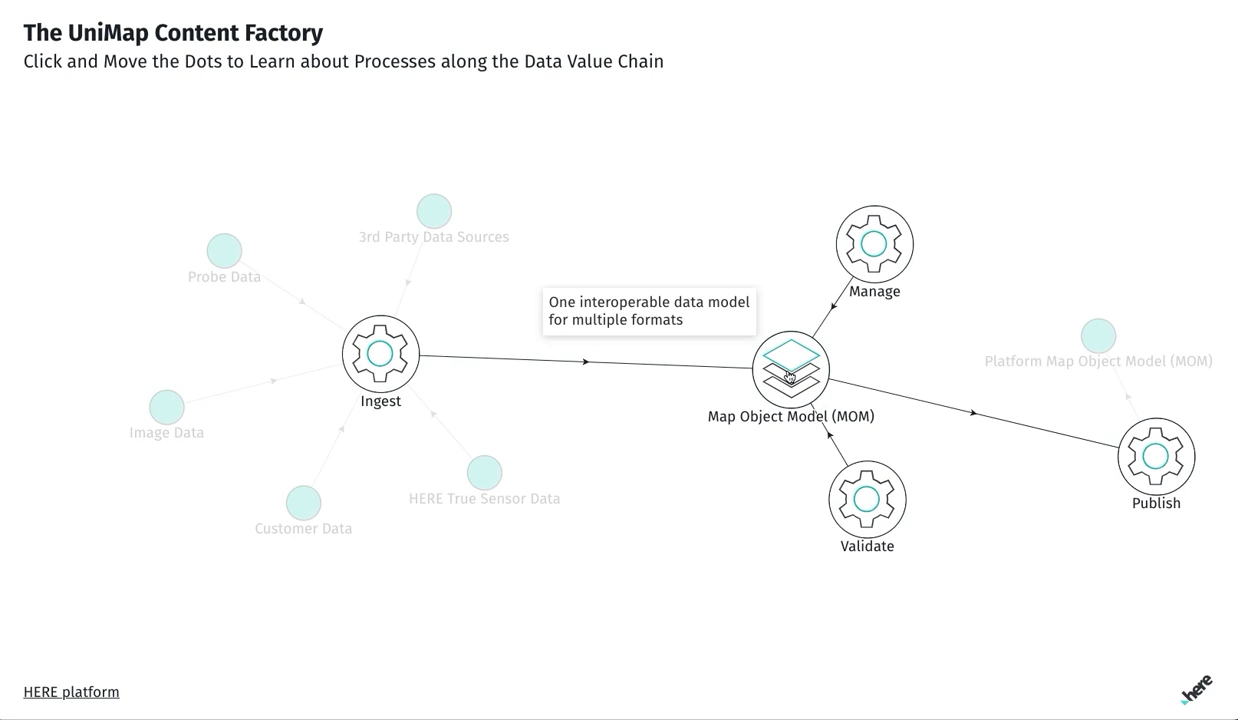 The UniMap Content Factory
Click and Move the Dots to Learn about Processes along the Data Value Chain
3rd Party Data Sources
Probe Data
Manage
One interoperable data model
for multiple formats
Platform Map Object Model (MOM)
Ingest
Map Object Model (MOM)
Image Data
HERE True Sensor Data
Publish
Customer Data
Validate
HERE platform
here